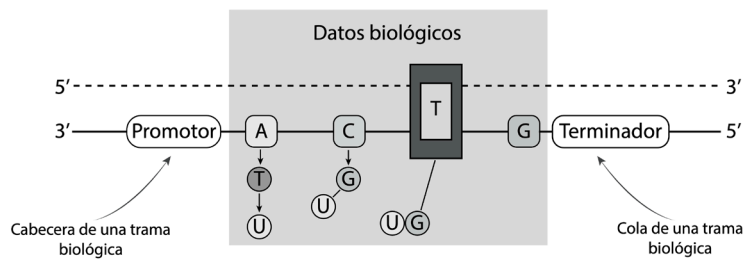 Datos biológicos
5′ 3′
3′ Promotor A C T G Terminador 5′
T G
U U U G
Cabecera de una trama
biológica
Cola de una trama
biológica